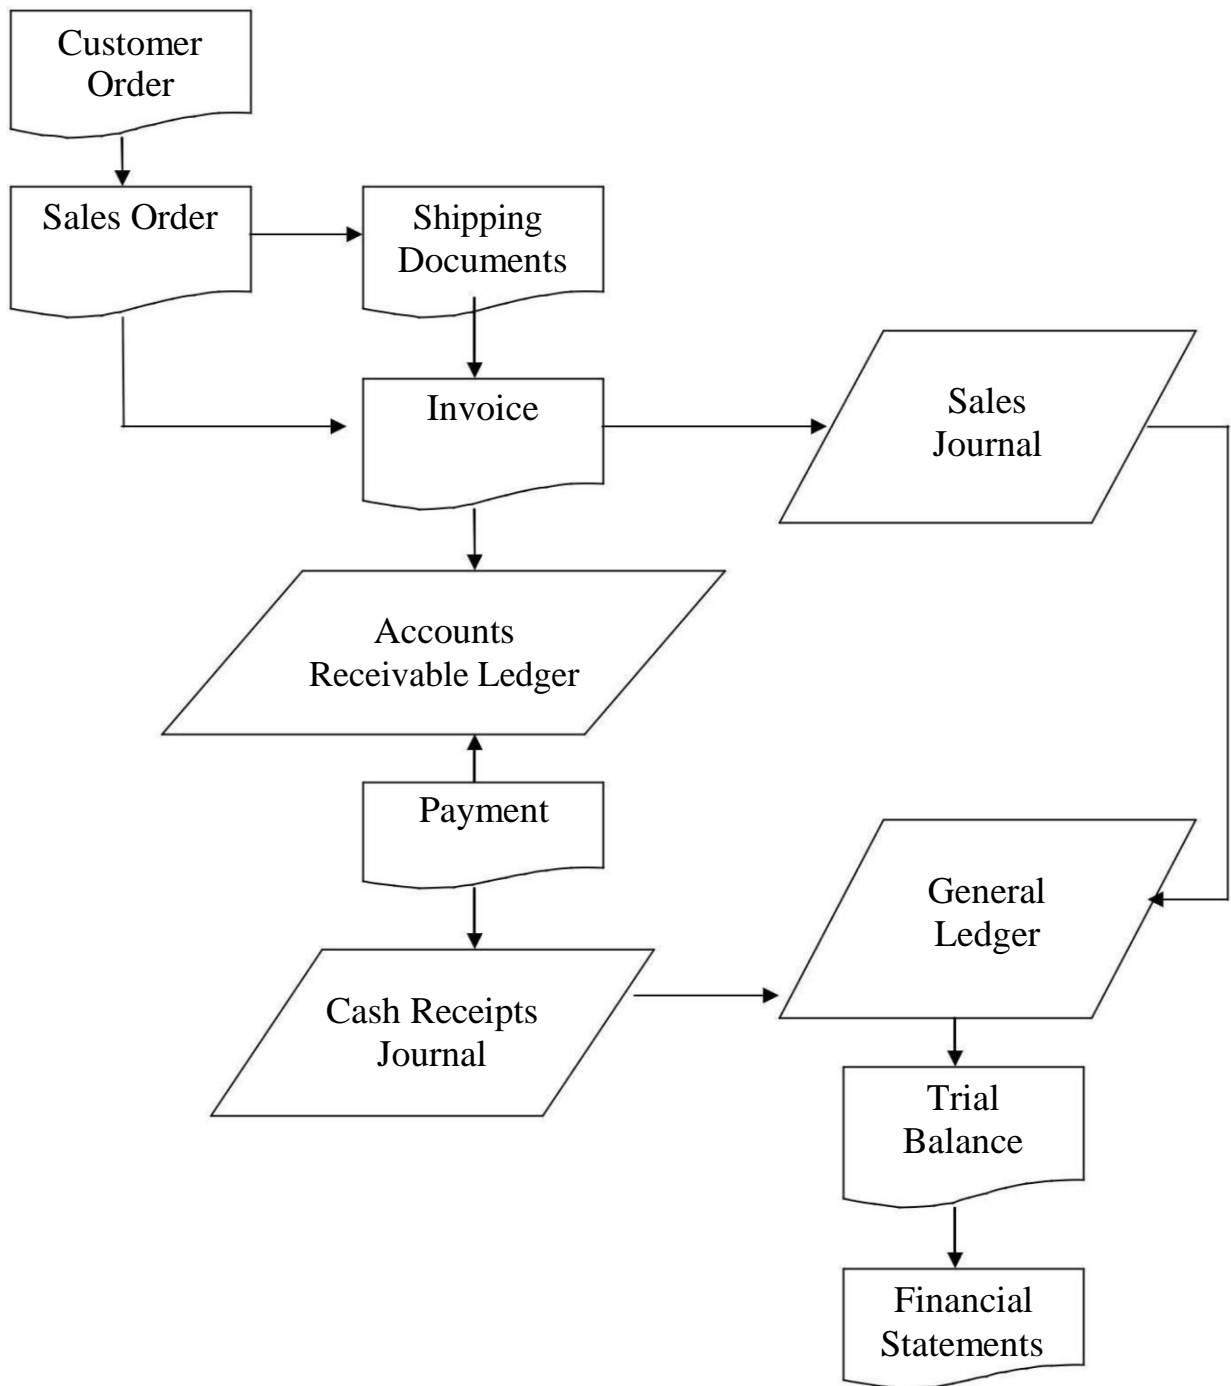 Customer
Order
Sales Order
Shipping
Documents
Invoice
Sales
Journal
Accounts
Receivable Ledger
Payment
General
Ledger
Cash Receipts
Journal
Trial
Balance
Financial
Statements